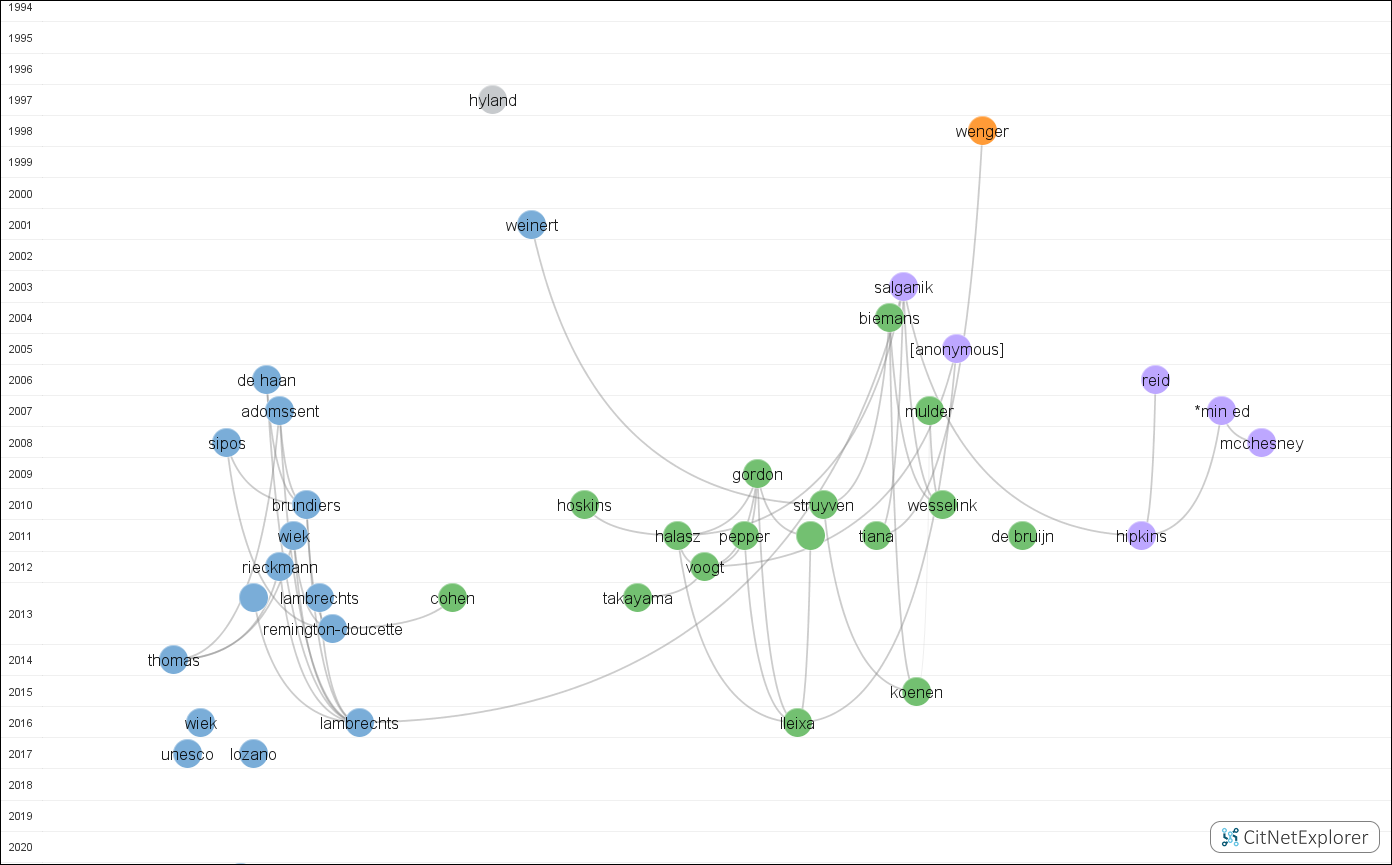 1994
1995
1996
1997 hyland
1998 wenger
1999
2000
2001 weinert
2002
2003 salganik
2004 biemans
2005 [anonymous]
2006 de haan reid
2007 adomssent mulder *min ed
2008 sipos mcchesney
2009 gordon
2010 brundiers hoskins struyven wesselink
2011 wiek halasz pepper tiana de bruijn hipkins
2012 rieckmann voogt
lambrechts cohen takayama
2013
remington-doucette
2014 thomas
2015 koenen
2016 wiek lambrechts lleixa
2017 unesco lozano
2018
2019
2020
CitNetExplorer